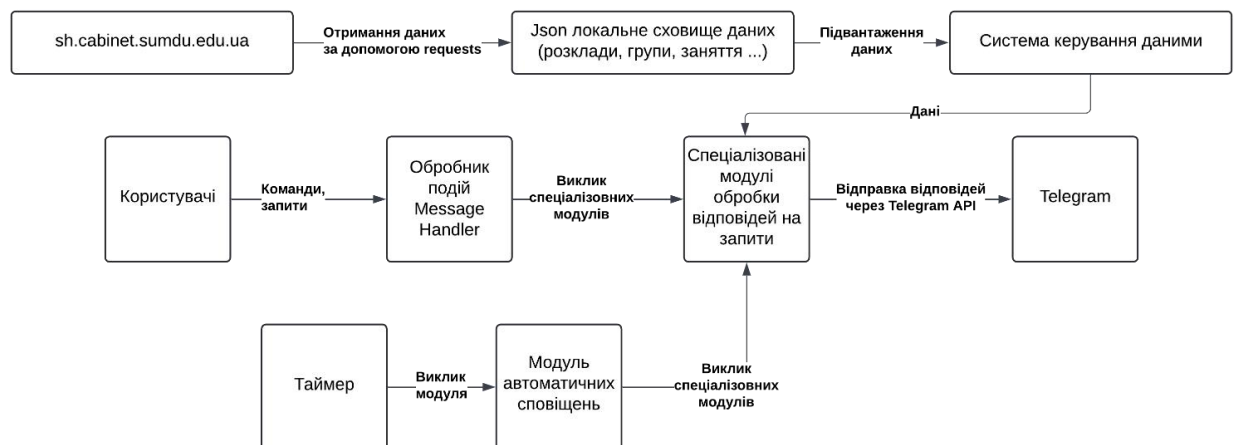 sh.cabinet.sumdu.edu.ua
Отримання даних
за допомогою requests
Json локальне сховище даних
(розклади, групи, заняття ...)
Підвантаження
даних
Система керування даними
Дані
Користувачі
Команди,
запити
Обробник
подій
Message
Handler
Виклик
спеціалізовних
модулів
Спеціалізовані
модулі
обробки
відповідей на
запити
Відправка відповідей
через Telegram API
Telegram
Таймер
Виклик
модуля
Модуль
автоматичних
сповіщень
Виклик
спеціалізовних
модулів